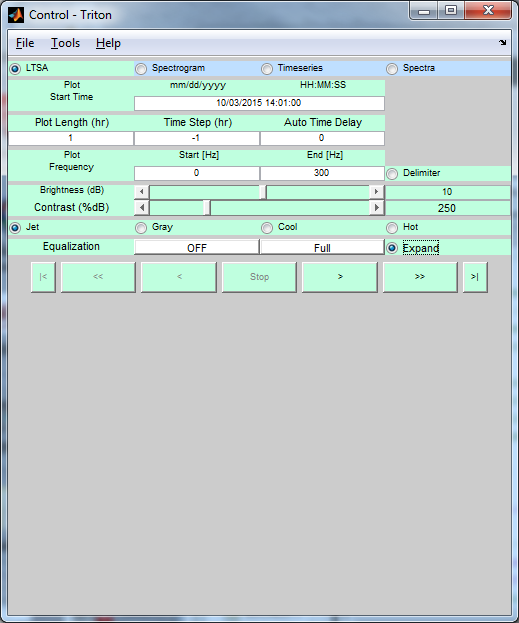 Control - Triton
File Tools Help
LTSA Spectrogram Timeseries Spectra
Plot mm/dd/yyyy HH:MM:SS
Start Time
10/03/2015 14:01:00
Plot Length (hr) Time Step (hr) Auto Time Delay
1 -1 0
Plot Start [Hz] End [Hz]
Frequency
0 300 Delimiter
Brightness (dB) 10
Contrast (%dB) 250
Jet Gray Cool Hot
Equalization OFF Full Expand
|< << < Stop > >> >|